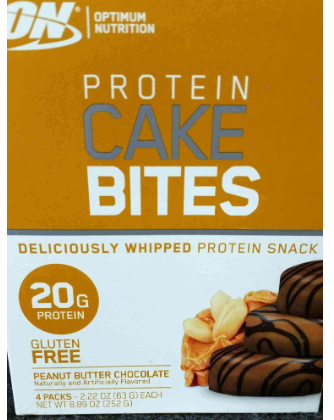 ON
OPTIMUM
NUTRITION
PROTEIN
CAKE
BITES
DELICIOUSLY WHIPPED PROTEIN SNACK
20G
PROTEIN
GLUTEN
FREE
PEANUT BUTTER CHOCOLATE
Naturally and Artificially Flavored
4 PACKS - 2.22 OZ (63 G) EACH
NET WT 8.89 OZ (252 G)